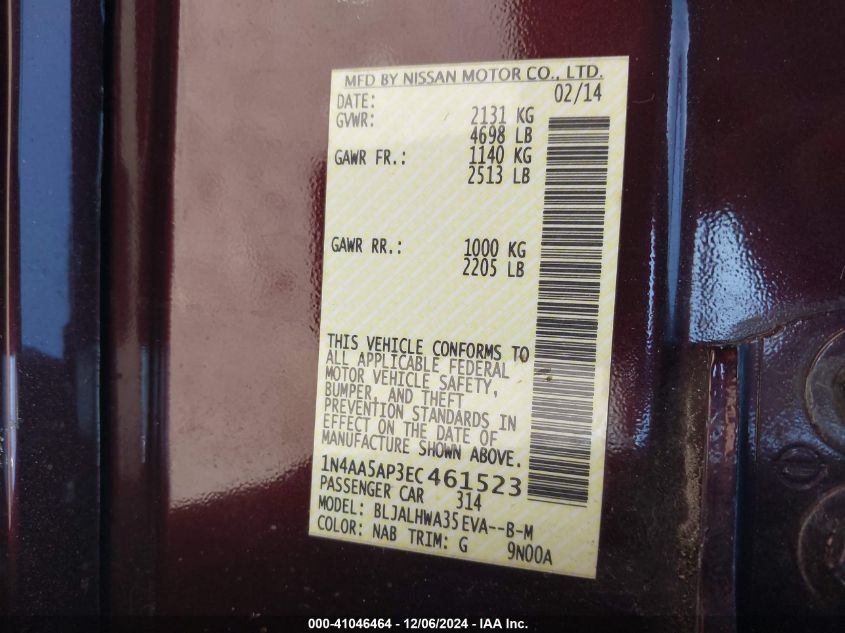 MFD BY NISSAN MOTOR CO., LTD.
DATE: 02/14
GVWR: 2131 KG
4698 LB
GAWR FR.: 1140 KG
2513 LB
GAWR RR.: 1000 KG
2205 LB
THIS VEHICLE CONFORMS TO
ALL APPLICABLE FEDERAL
MOTOR VEHICLE SAFETY,
BUMPER, AND THEFT
PREVENTION STANDARDS IN
EFFECT ON THE DATE OF
MANUFACTURE SHOWN ABOVE.
1N4AA5AP3EC461523
PASSENGER CAR 314
MODEL: BLJALHWA35EVA--B-M
COLOR: NAB TRIM: G 9N00A
000-41046464 - 12/06/2024 - IAA Inc.